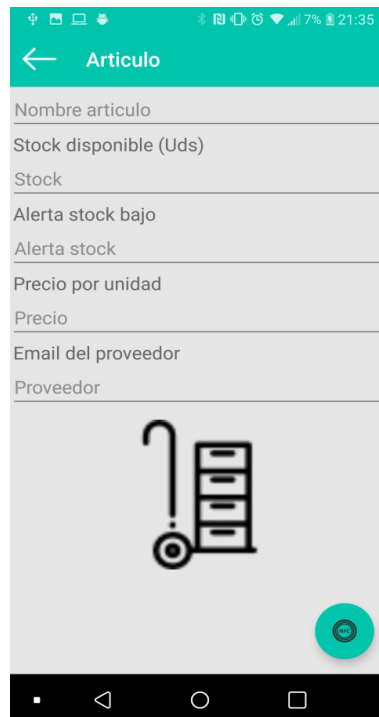 7% 21:35
Articulo
Nombre articulo
Stock disponible (Uds)
Stock
Alerta stock bajo
Alerta stock
Precio por unidad
Precio
Email del proveedor
Proveedor
NFC